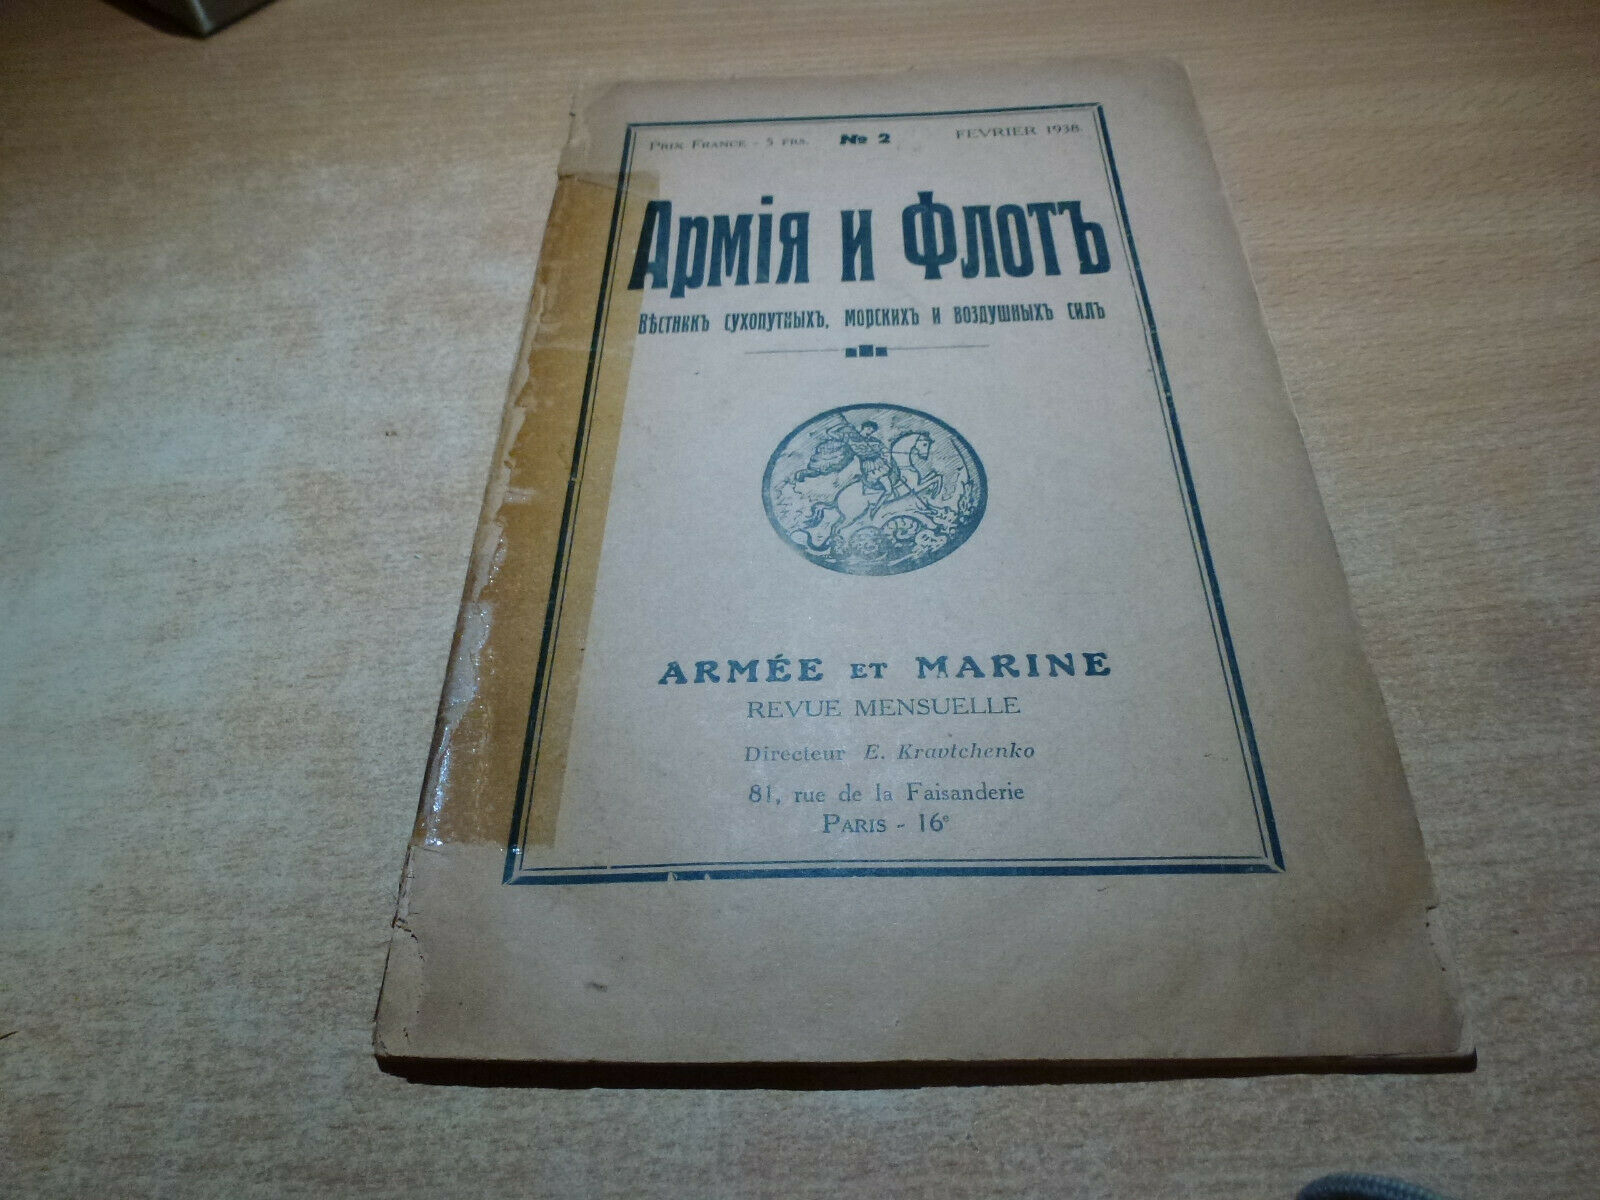 Prix France - 5 frs. № 2 FEVRIER 1938.
Армія и Флотъ
Вѣстникъ сухопутныхъ, морскихъ и воздушныхъ силъ
ARMÉE ET MARINE
REVUE MENSUELLE
Directeur E. Kravtchenko
81, rue de la Faisanderie
Paris - 16e